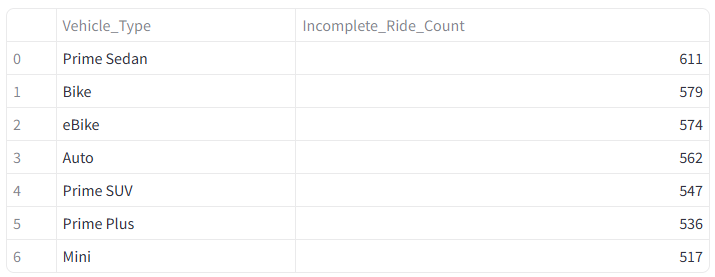 Vehicle_Type Incomplete_Ride_Count
0 Prime Sedan 611
1 Bike 579
2 eBike 574
3 Auto 562
4 Prime SUV 547
5 Prime Plus 536
6 Mini 517